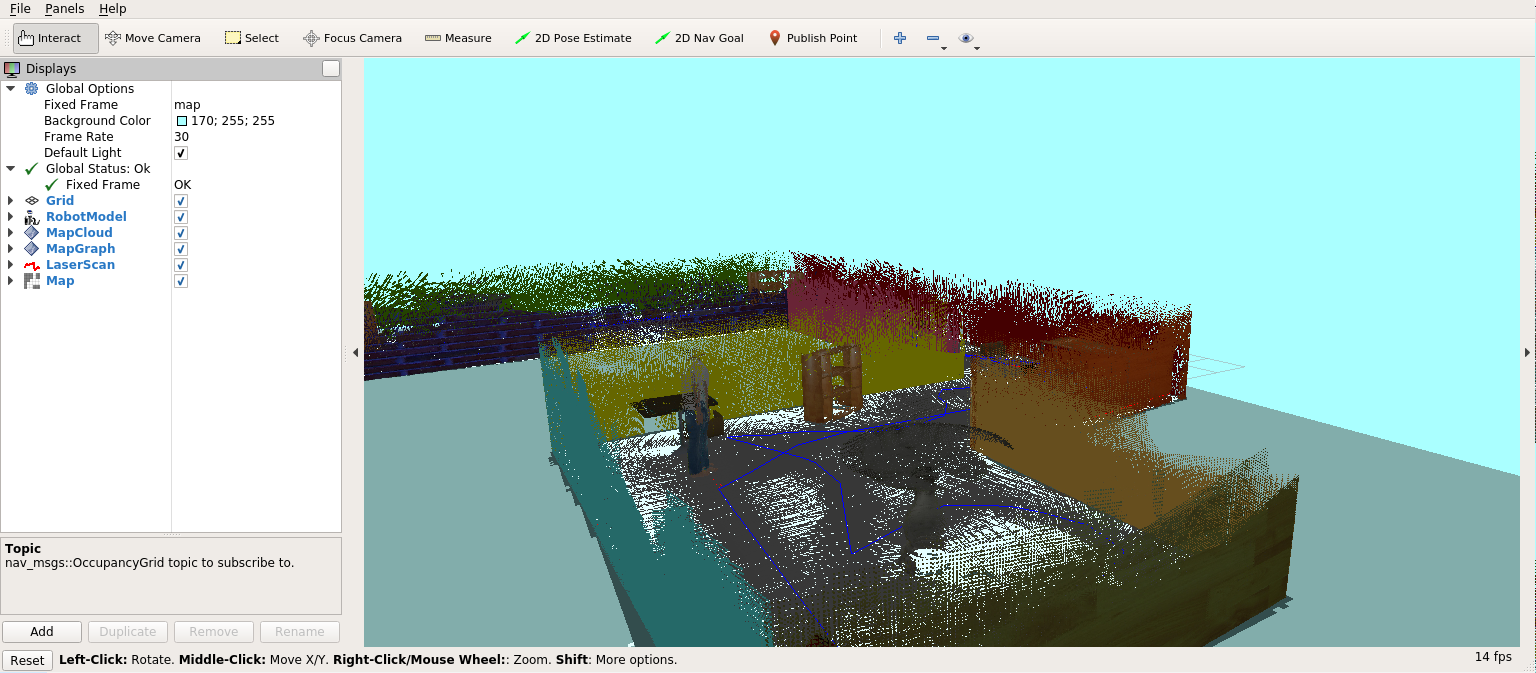 File Panels Help
Interact Move Camera Select Focus Camera Measure 2D Pose Estimate 2D Nav Goal Publish Point
Displays
Global Options
Fixed Frame map
Background Color 170; 255; 255
Frame Rate 30
Default Light
Global Status: Ok
Fixed Frame OK
Grid
RobotModel
MapCloud
MapGraph
LaserScan
Map
Topic
nav_msgs::OccupancyGrid topic to subscribe to.
Add Duplicate Remove Rename
Reset Left-Click: Rotate. Middle-Click: Move X/Y. Right-Click/Mouse Wheel:: Zoom. Shift: More options. 14 fps